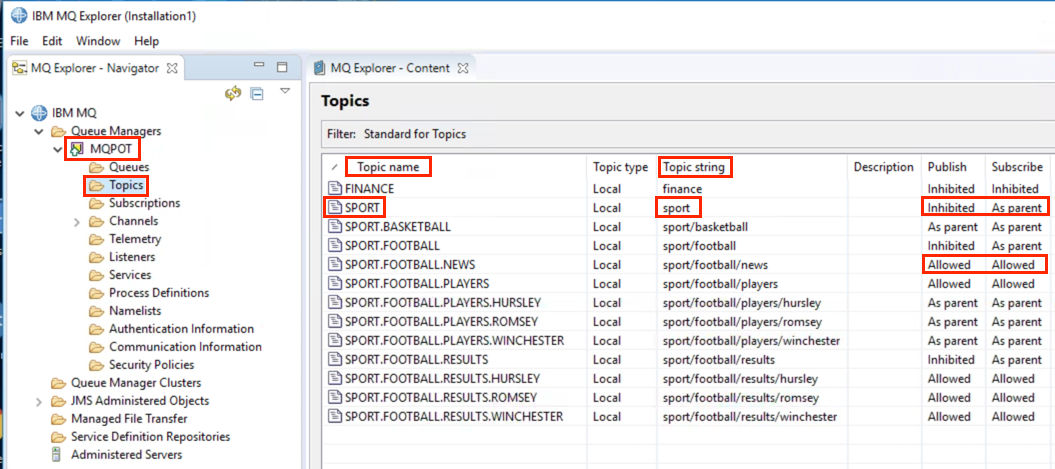 IBM MQ Explorer (Installation1)
File Edit Window Help
MQ Explorer - Navigator
IBM MQ
Queue Managers
MQPOT
Queues
Topics
Subscriptions
Channels
Telemetry
Listeners
Services
Process Definitions
Namelists
Authentication Information
Communication Information
Security Policies
Queue Manager Clusters
JMS Administered Objects
Managed File Transfer
Service Definition Repositories
Administered Servers
MQ Explorer - Content
Topics
Filter: Standard for Topics
Topic name Topic type Topic string Description Publish Subscribe
FINANCE Local finance Inhibited Inhibited
SPORT Local sport Inhibited As parent
SPORT.BASKETBALL Local sport/basketball As parent As parent
SPORT.FOOTBALL Local sport/football Inhibited As parent
SPORT.FOOTBALL.NEWS Local sport/football/news Allowed Allowed
SPORT.FOOTBALL.PLAYERS Local sport/football/players Allowed Allowed
SPORT.FOOTBALL.PLAYERS.HURSLEY Local sport/football/players/hursley As parent As parent
SPORT.FOOTBALL.PLAYERS.ROMSEY Local sport/football/players/romsey As parent As parent
SPORT.FOOTBALL.PLAYERS.WINCHESTER Local sport/football/players/winchester As parent As parent
SPORT.FOOTBALL.RESULTS Local sport/football/results Inhibited As parent
SPORT.FOOTBALL.RESULTS.HURSLEY Local sport/football/results/hursley Allowed Allowed
SPORT.FOOTBALL.RESULTS.ROMSEY Local sport/football/results/romsey Allowed Allowed
SPORT.FOOTBALL.RESULTS.WINCHESTER Local sport/football/results/winchester Allowed Allowed